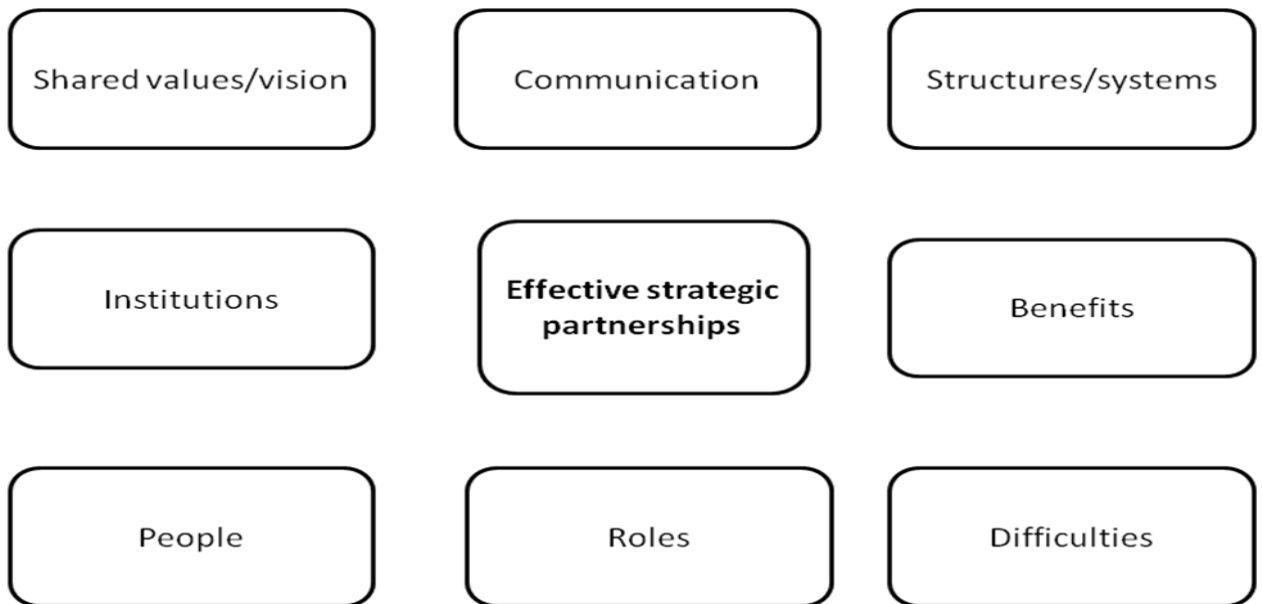 Shared values/vision
Communication
Structures/systems
Institutions
Effective strategic
partnerships
Benefits
People
Roles
Difficulties